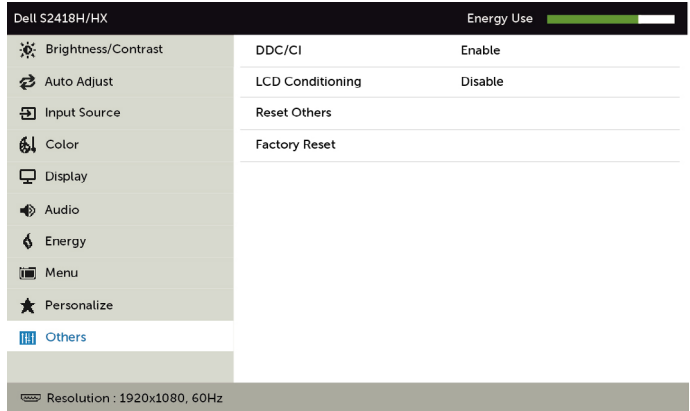 Dell S2418H/HX Energy Use
Brightness/Contrast DDC/CI Enable
Auto Adjust LCD Conditioning Disable
Input Source Reset Others
Color Factory Reset
Display
Audio
Energy
Menu
Personalize
Others
Resolution : 1920x1080, 60Hz